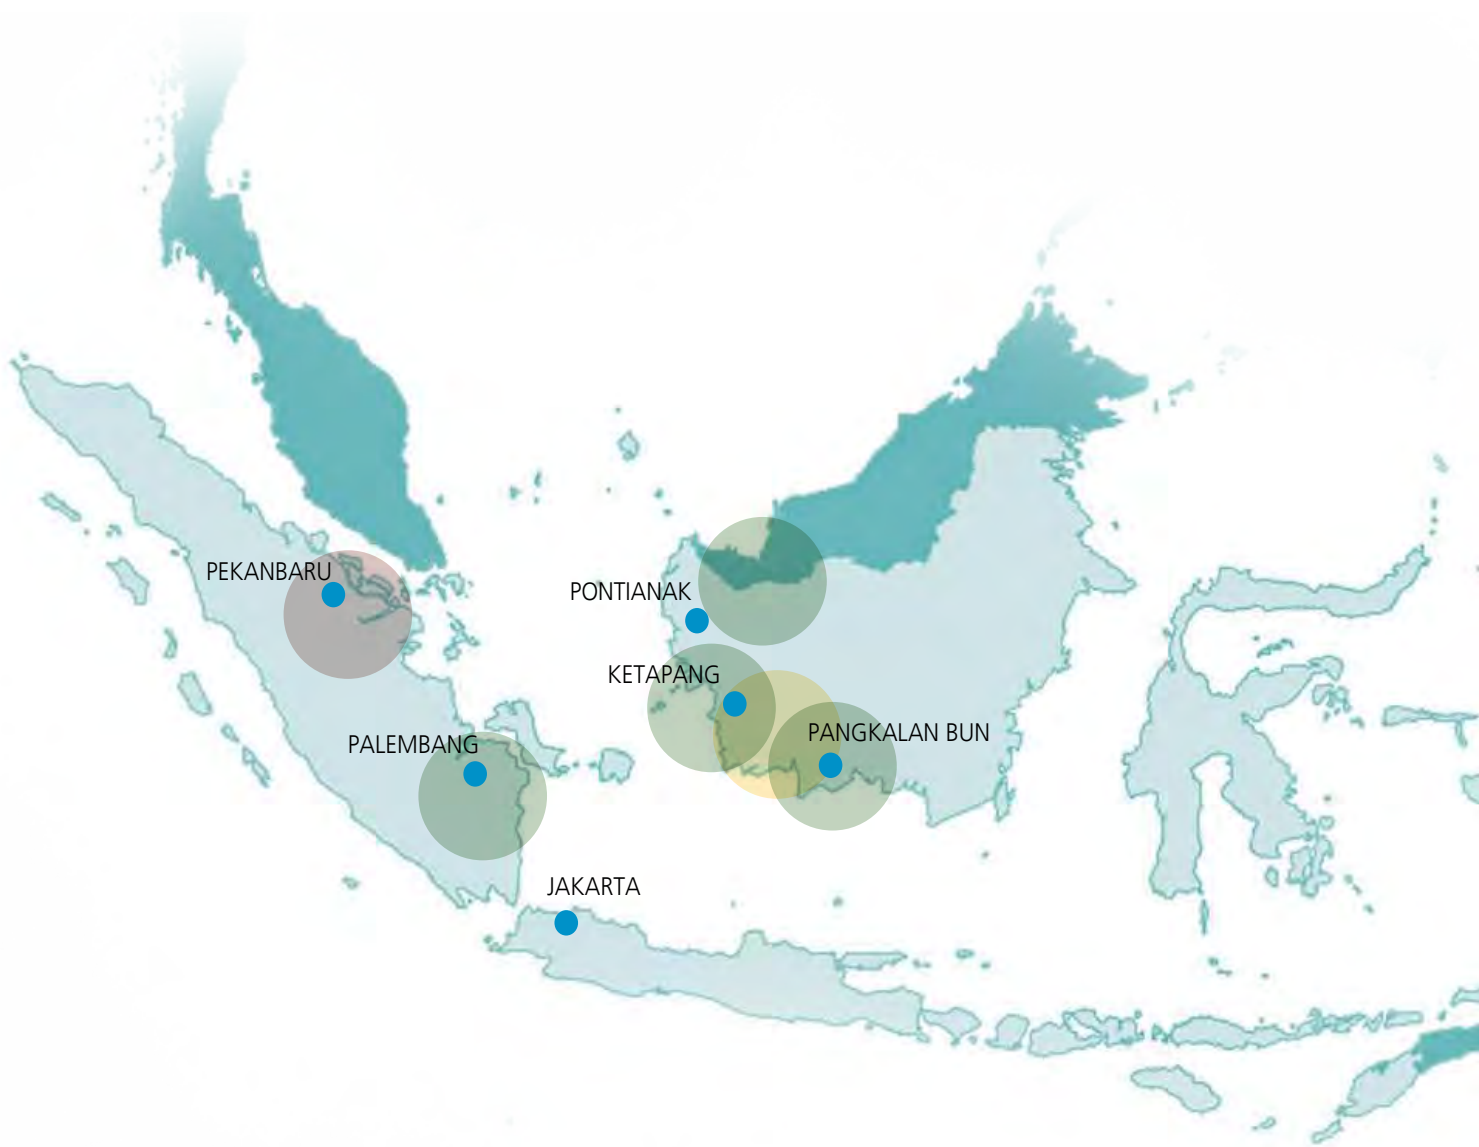 PEKANBARU
PONTIANAK
KETAPANG
PANGKALAN BUN
PALEMBANG
JAKARTA